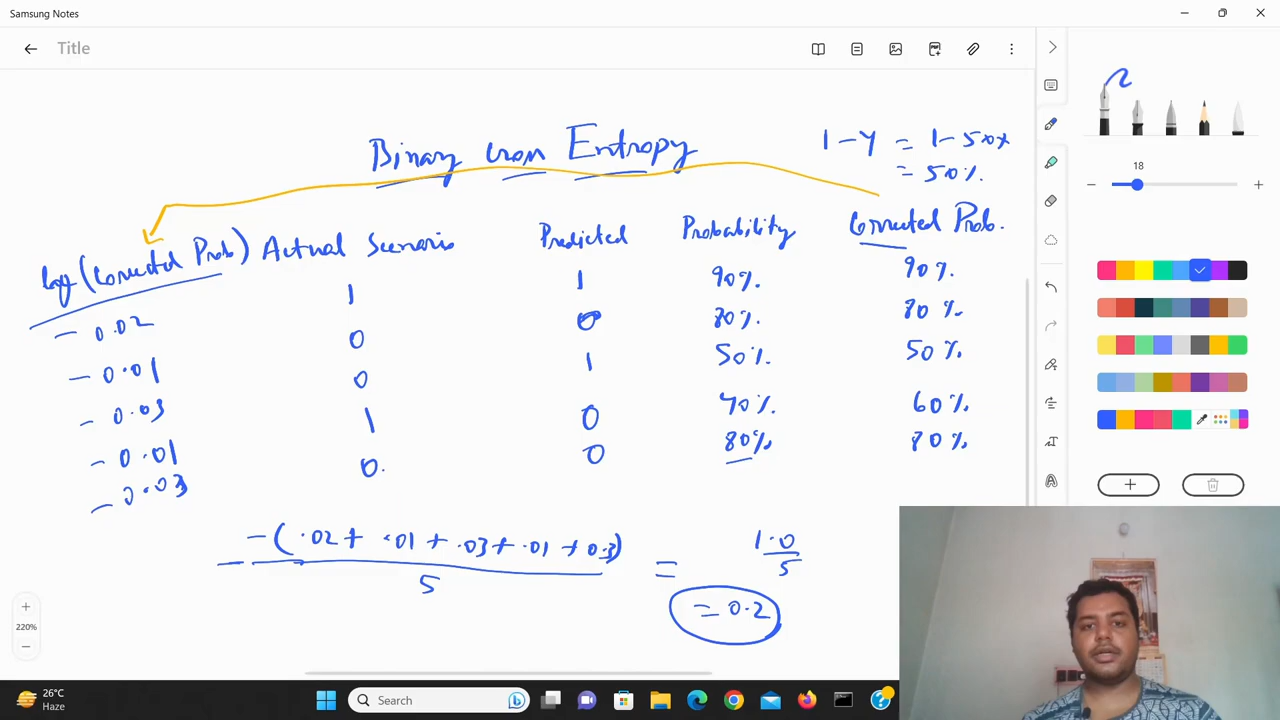 Samsung Notes
Title
Binary cross Entropy
1-Y = 1-50%
= 50%.
log (Corrected Prob) Actual Scenario Predicted Probability Corrected Prob.
- 0.02 1 1 90%. 90%.
- 0.01 0 0 80%. 80%.
- 0.03 0 1 50%. 50%.
- 0.01 1 0 40%. 60%.
- 0.03 0. 0 80%. 80%
- -(.02 + .01 + .03 + .01 + 0.3) = 1.0
5 5
= 0.2
18
220%
26°C
Haze
Search